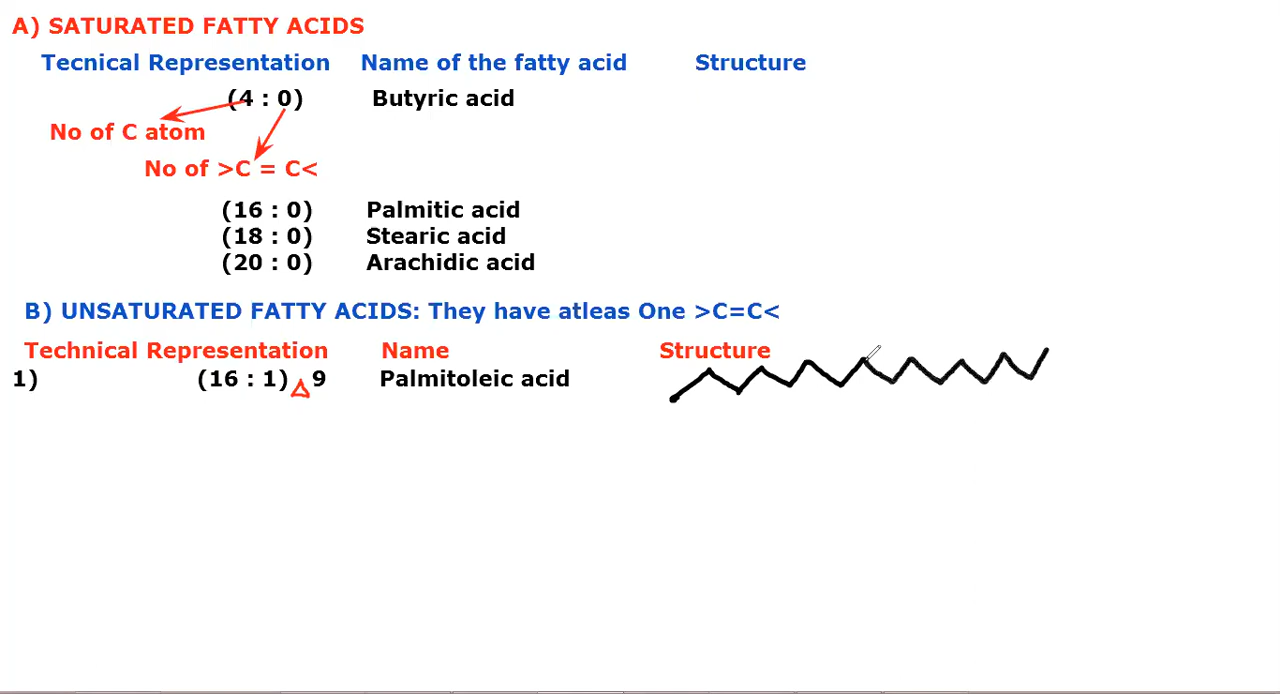 A) SATURATED FATTY ACIDS
Tecnical Representation Name of the fatty acid Structure
(4 : 0) Butyric acid
No of C atom
No of >C = C<
(16 : 0) Palmitic acid
(18 : 0) Stearic acid
(20 : 0) Arachidic acid
B) UNSATURATED FATTY ACIDS: They have atleas One >C=C<
Technical Representation Name Structure
1) (16 : 1) △ 9 Palmitoleic acid